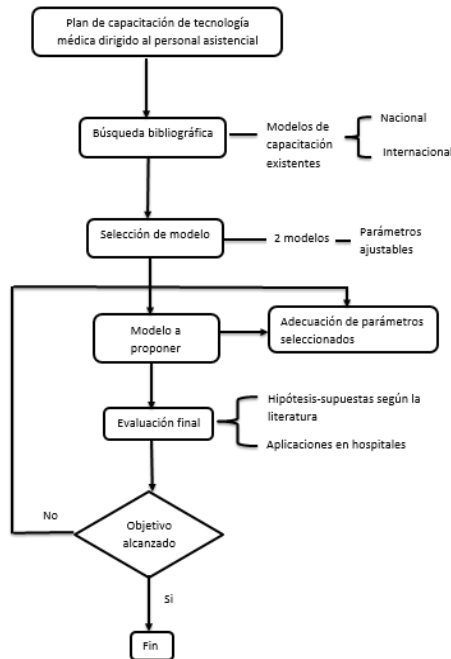 Plan de capacitación de tecnología
médica dirigido al personal asistencial
Búsqueda bibliográfica
Modelos de
capacitación
existentes
Nacional
Internacional
Selección de modelo
2 modelos
Parámetros
ajustables
Modelo a
proponer
Adecuación de parámetros
seleccionados
Evaluación final
Hipótesis-supuestas según la
literatura
Aplicaciones en hospitales
No
Objetivo
alcanzado
Si
Fin